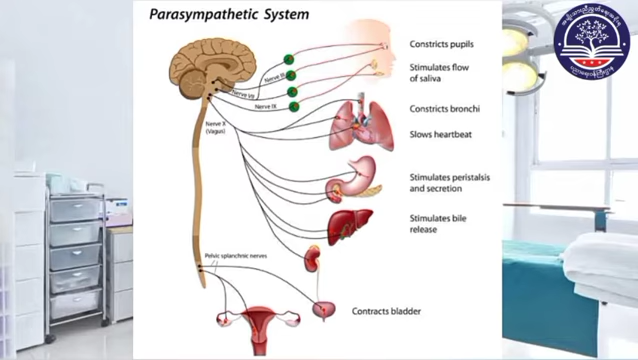 Parasympathetic System
Constricts pupils
Nerve III
Stimulates flow
of saliva
Nerve VII
Nerve IX
Constricts bronchi
Nerve X
(Vagus)
Slows heartbeat
Stimulates peristalsis
and secretion
Stimulates bile
release
Pelvic splanchnic nerves
Contracts bladder